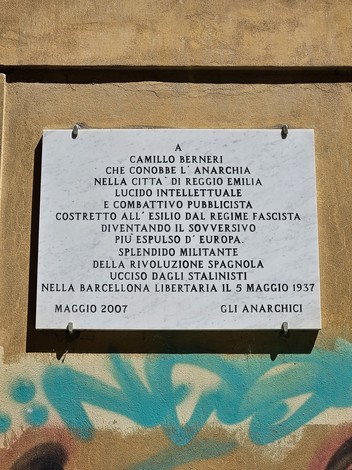 A
CAMILLO BERNERI
CHE CONOBBE L' ANARCHIA
NELLA CITTA` DI REGGIO EMILIA
LUCIDO INTELLETTUALE
E COMBATTIVO PUBBLICISTA
COSTRETTO ALL' ESILIO DAL REGIME FASCISTA
DIVENTANDO IL SOVVERSIVO
PIU` ESPULSO D' EUROPA.
SPLENDIDO MILITANTE
DELLA RIVOLUZIONE SPAGNOLA
UCCISO DAGLI STALINISTI
NELLA BARCELLONA LIBERTARIA IL 5 MAGGIO 1937
MAGGIO 2007 GLI ANARCHICI